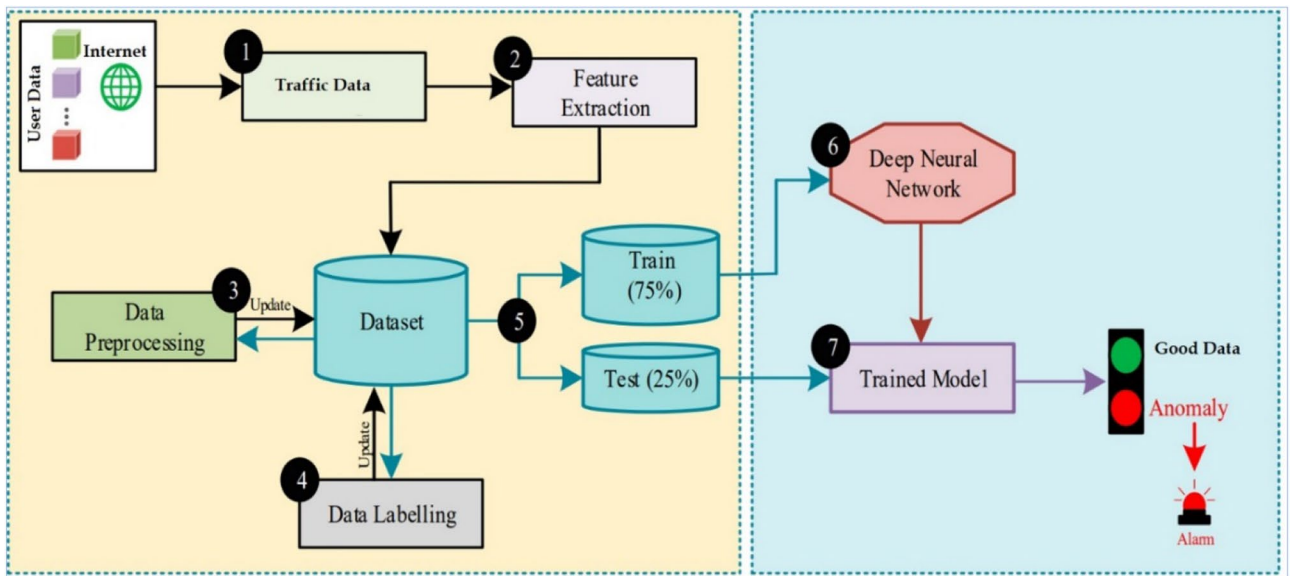 User Data
Internet
1
Traffic Data
2
Feature
Extraction
3
Update
Data
Preprocessing
Dataset
4
Update
Data Labelling
5
Train
(75%)
Test (25%)
6
Deep Neural
Network
7
Trained Model
Good Data
Anomaly
Alarm